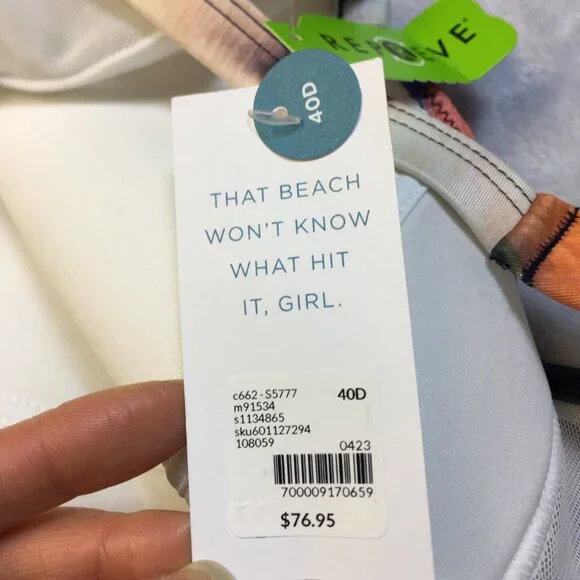 REPREVE
40D
THAT BEACH
WON'T KNOW
WHAT HIT
IT, GIRL.
c662 - S5777 40D
m91534
s1134865
sku601127294
108059 0423
700009170659
$76.95